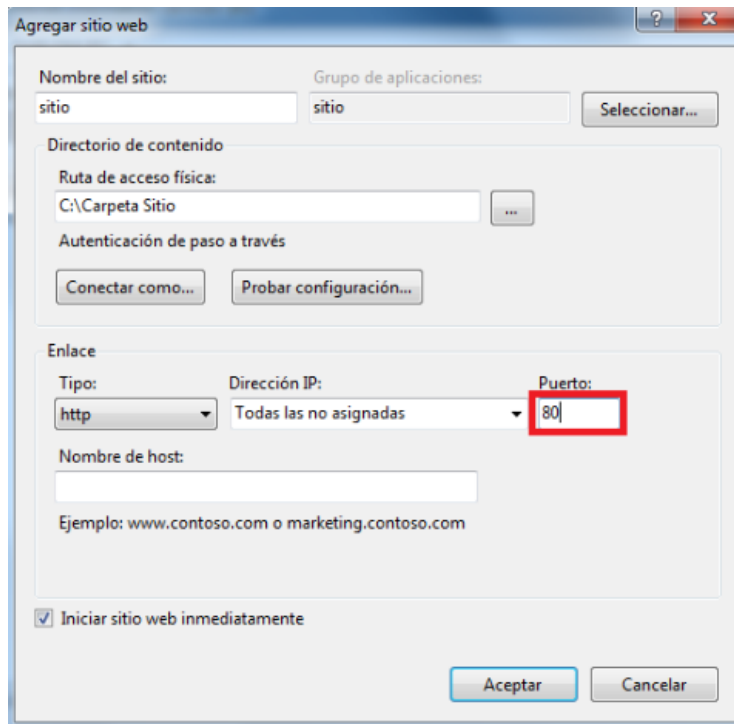 Agregar sitio web
Nombre del sitio: Grupo de aplicaciones:
sitio sitio Seleccionar...
Directorio de contenido
Ruta de acceso física:
C:\Carpeta Sitio ...
Autenticación de paso a través
Conectar como... Probar configuración...
Enlace
Tipo: Dirección IP: Puerto:
http Todas las no asignadas 80
Nombre de host:
Ejemplo: www.contoso.com o marketing.contoso.com
Iniciar sitio web inmediatamente
Aceptar Cancelar